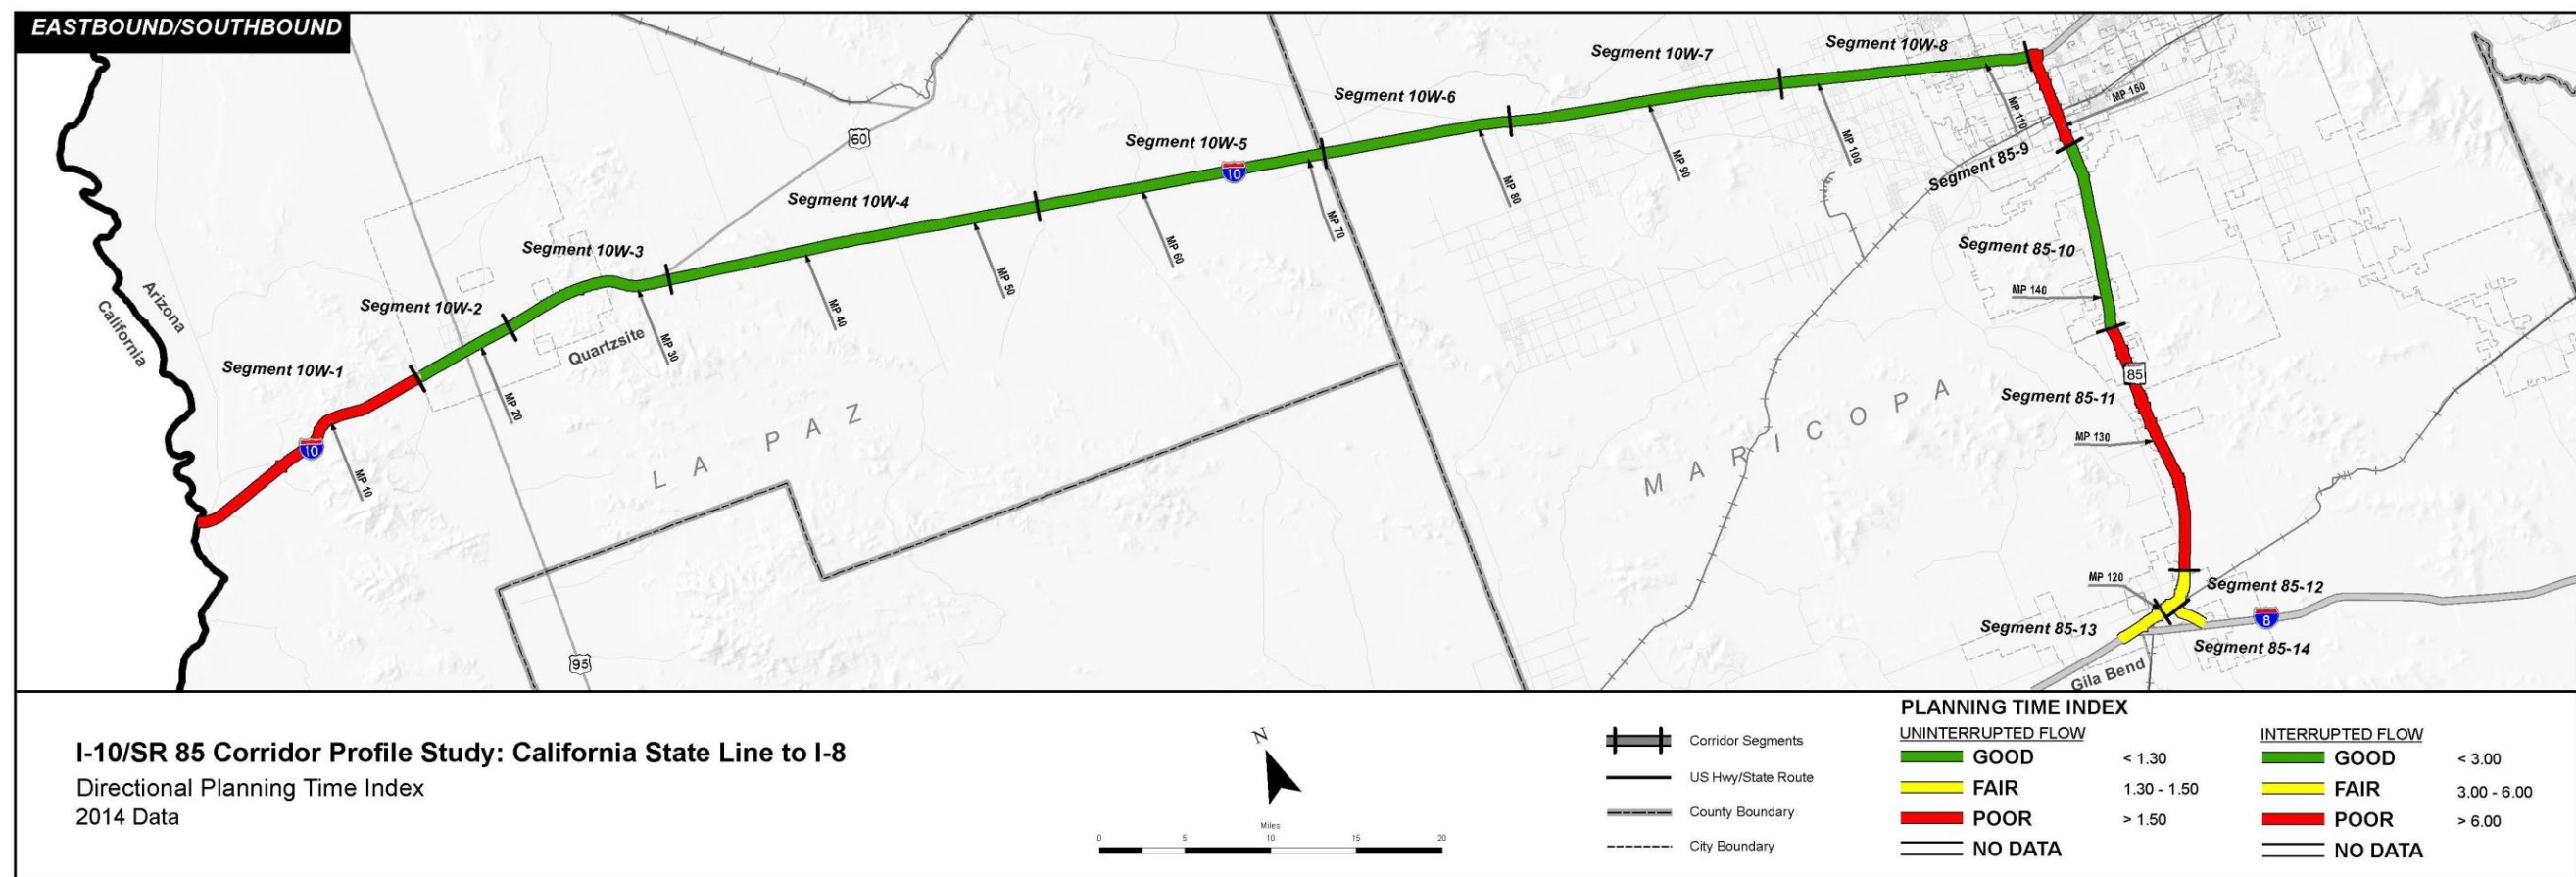 EASTBOUND/SOUTHBOUND
Segment 10W-8
Segment 10W-7
MP 150
Segment 10W-6
MP 110
60
Segment 10W-5
10
MP 100
Segment 85-9
MP 90
MP 80
Segment 10W-4
MP 70
Segment 10W-3
MP 60
Segment 85-10
MP 50
MP 140
Segment 10W-2
MP 40
Arizona
California
Quartzsite
MP 30
Segment 10W-1
85
MP 20
Segment 85-11
LA PAZ
MARICOPA
MP 130
10
MP 10
MP 120
Segment 85-12
Segment 85-13
8
Segment 85-14
95
Gila Bend
I-10/SR 85 Corridor Profile Study: California State Line to I-8
Directional Planning Time Index
2014 Data
N
Miles
0 5 10 15 20
Corridor Segments
US Hwy/State Route
County Boundary
City Boundary
PLANNING TIME INDEX
UNINTERRUPTED FLOW
GOOD < 1.30
FAIR 1.30 - 1.50
POOR > 1.50
NO DATA
INTERRUPTED FLOW
GOOD < 3.00
FAIR 3.00 - 6.00
POOR > 6.00
NO DATA